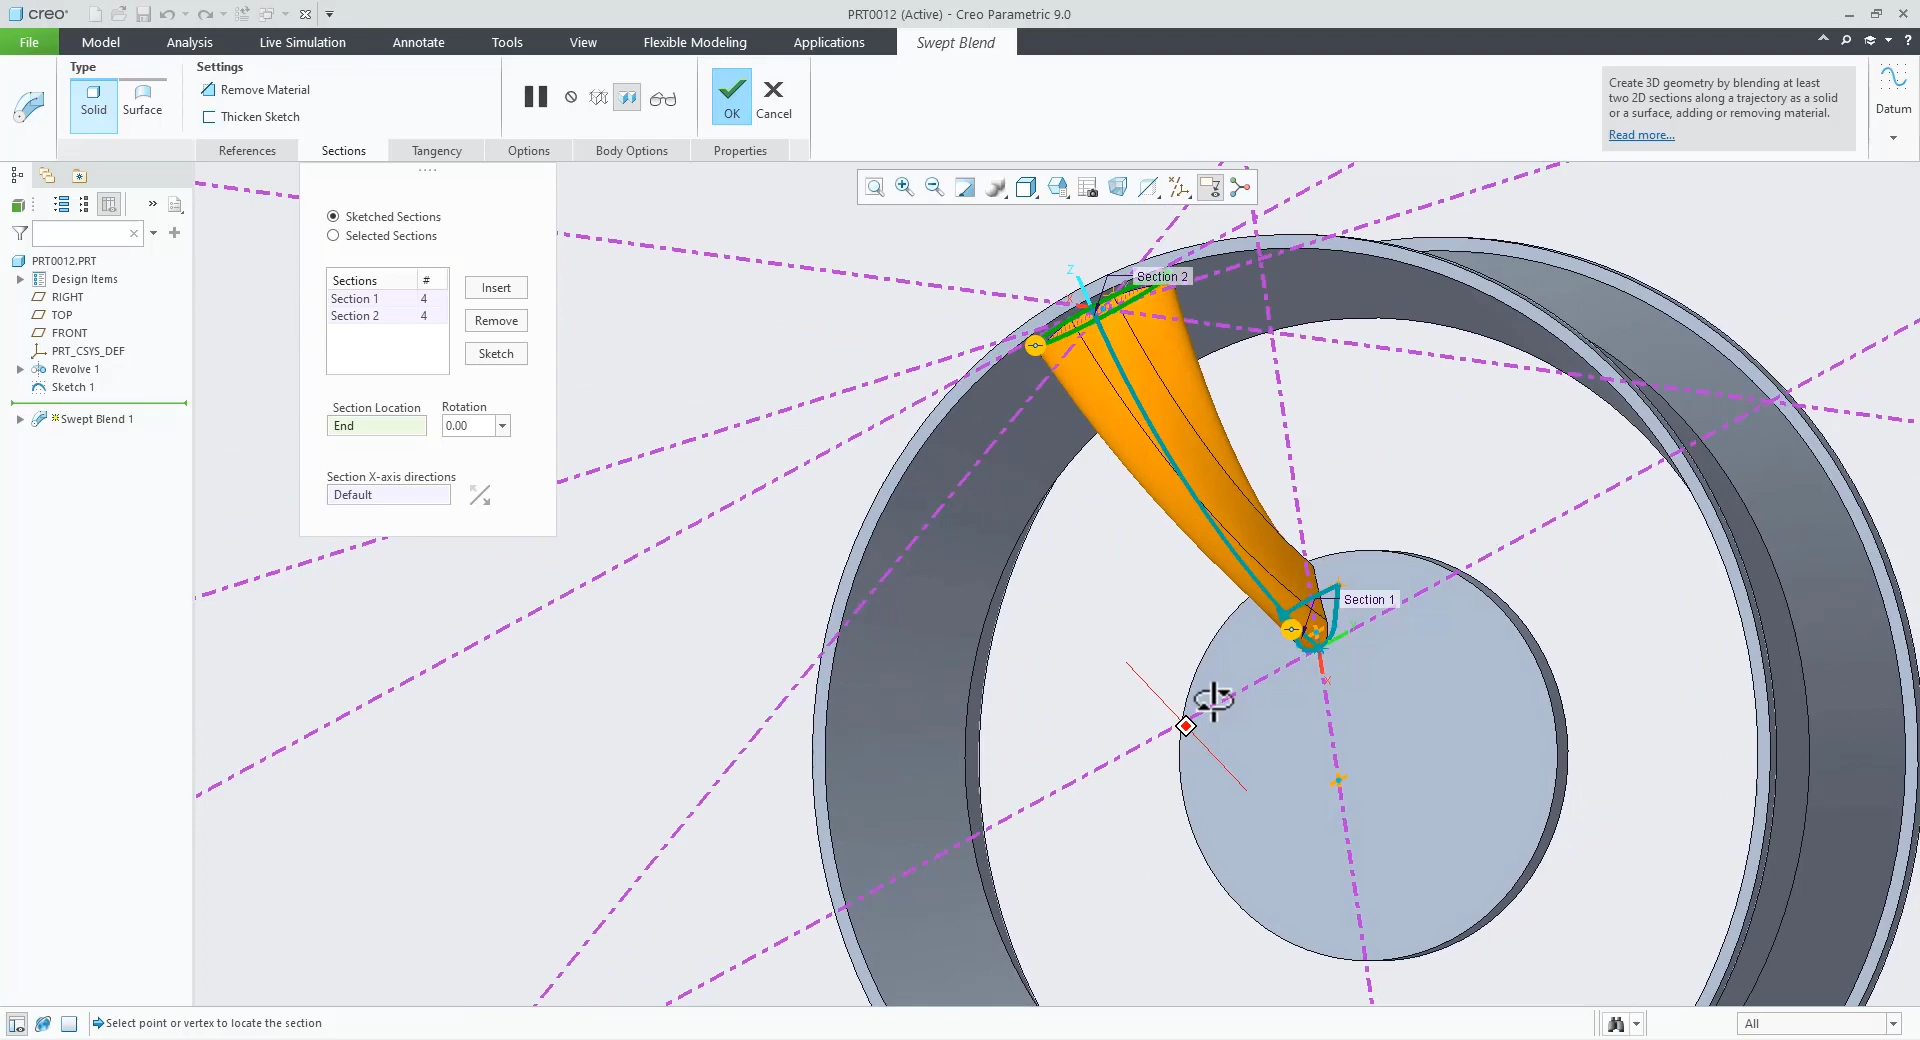 creo
PRT0012 (Active) - Creo Parametric 9.0
File
Model
Analysis
Live Simulation
Annotate
Tools
View
Flexible Modeling
Applications
Swept Blend
Type
Solid
Surface
Settings
Remove Material
Thicken Sketch
OK
Cancel
Create 3D geometry by blending at least
two 2D sections along a trajectory as a solid
or a surface, adding or removing material.
Read more...
Datum
References
Sections
Tangency
Options
Body Options
Properties
PRT0012.PRT
Design Items
RIGHT
TOP
FRONT
PRT_CSYS_DEF
Revolve 1
Sketch 1
Swept Blend 1
Sketched Sections
Selected Sections
Sections #
Section 1 4
Section 2 4
Insert
Remove
Sketch
Section Location
End
Rotation
0.00
Section X-axis directions
Default
Z
Section 2
Section 1
X
Select point or vertex to locate the section
All